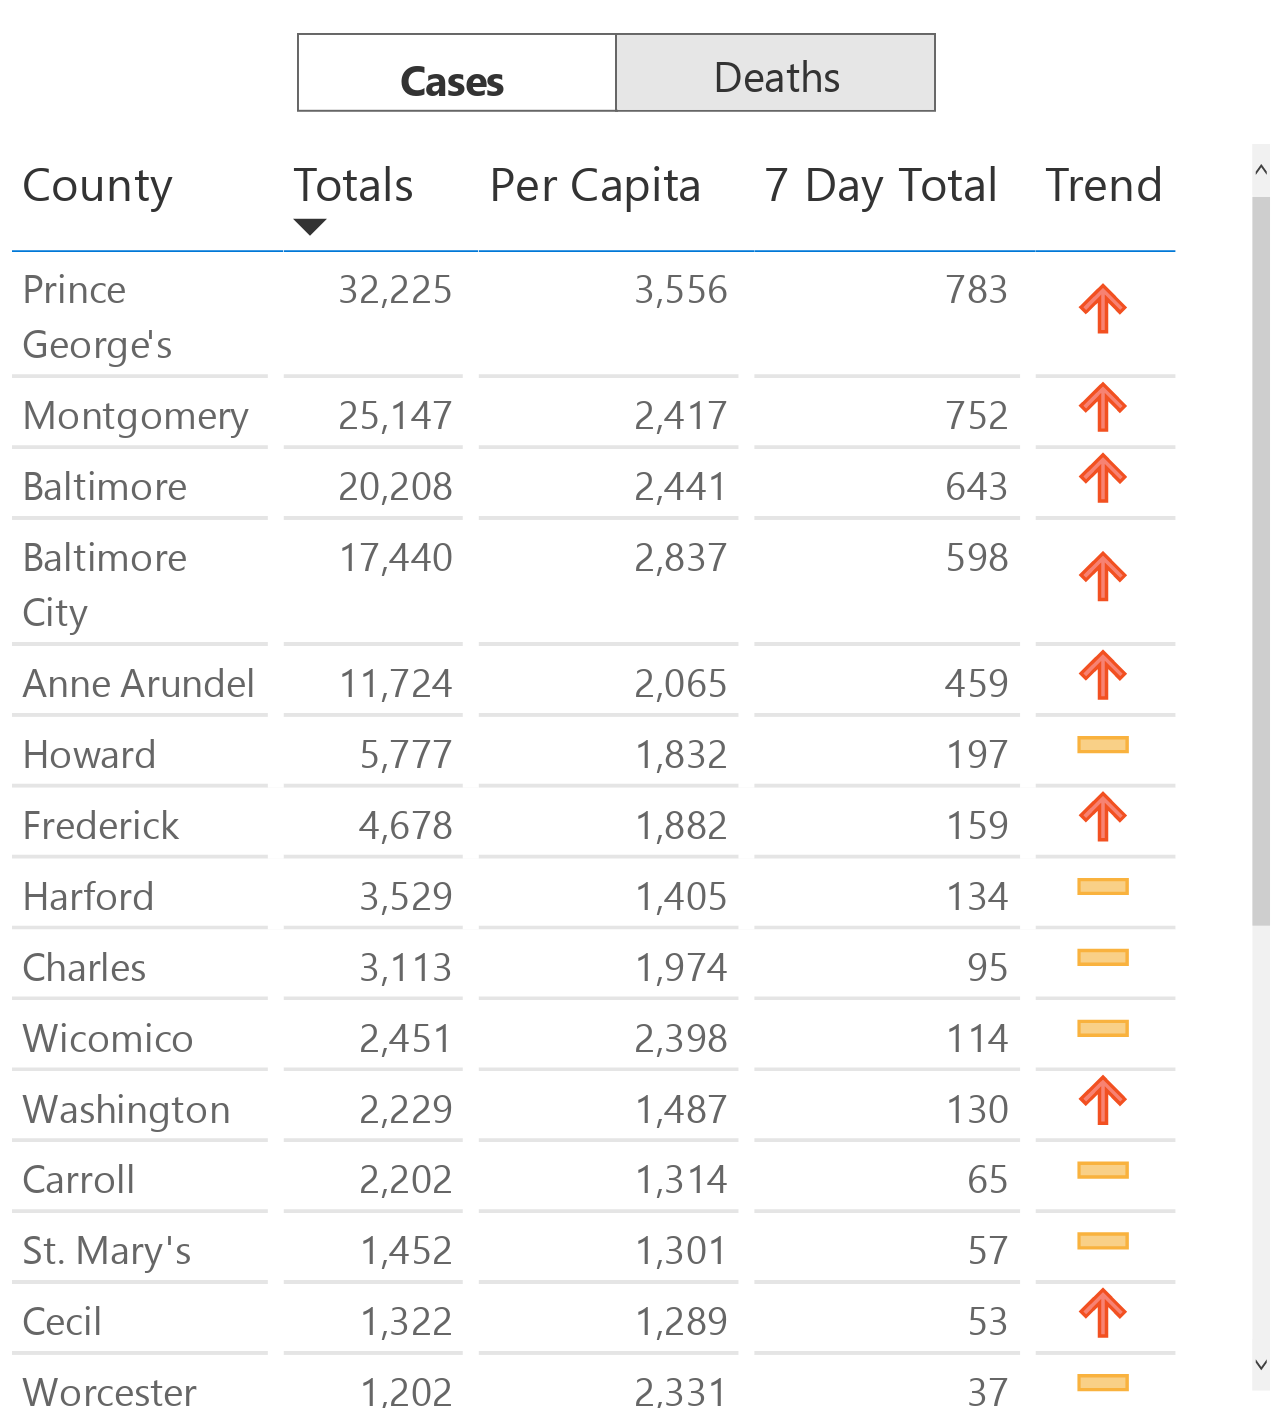 Cases Deaths
County Totals Per Capita 7 Day Total Trend
Prince 32,225 3,556 783
George's
Montgomery 25,147 2,417 752
Baltimore 20,208 2,441 643
Baltimore 17,440 2,837 598
City
Anne Arundel 11,724 2,065 459
Howard 5,777 1,832 197
Frederick 4,678 1,882 159
Harford 3,529 1,405 134
Charles 3,113 1,974 95
Wicomico 2,451 2,398 114
Washington 2,229 1,487 130
Carroll 2,202 1,314 65
St. Mary's 1,452 1,301 57
Cecil 1,322 1,289 53
Worcester 1,202 2,331 37